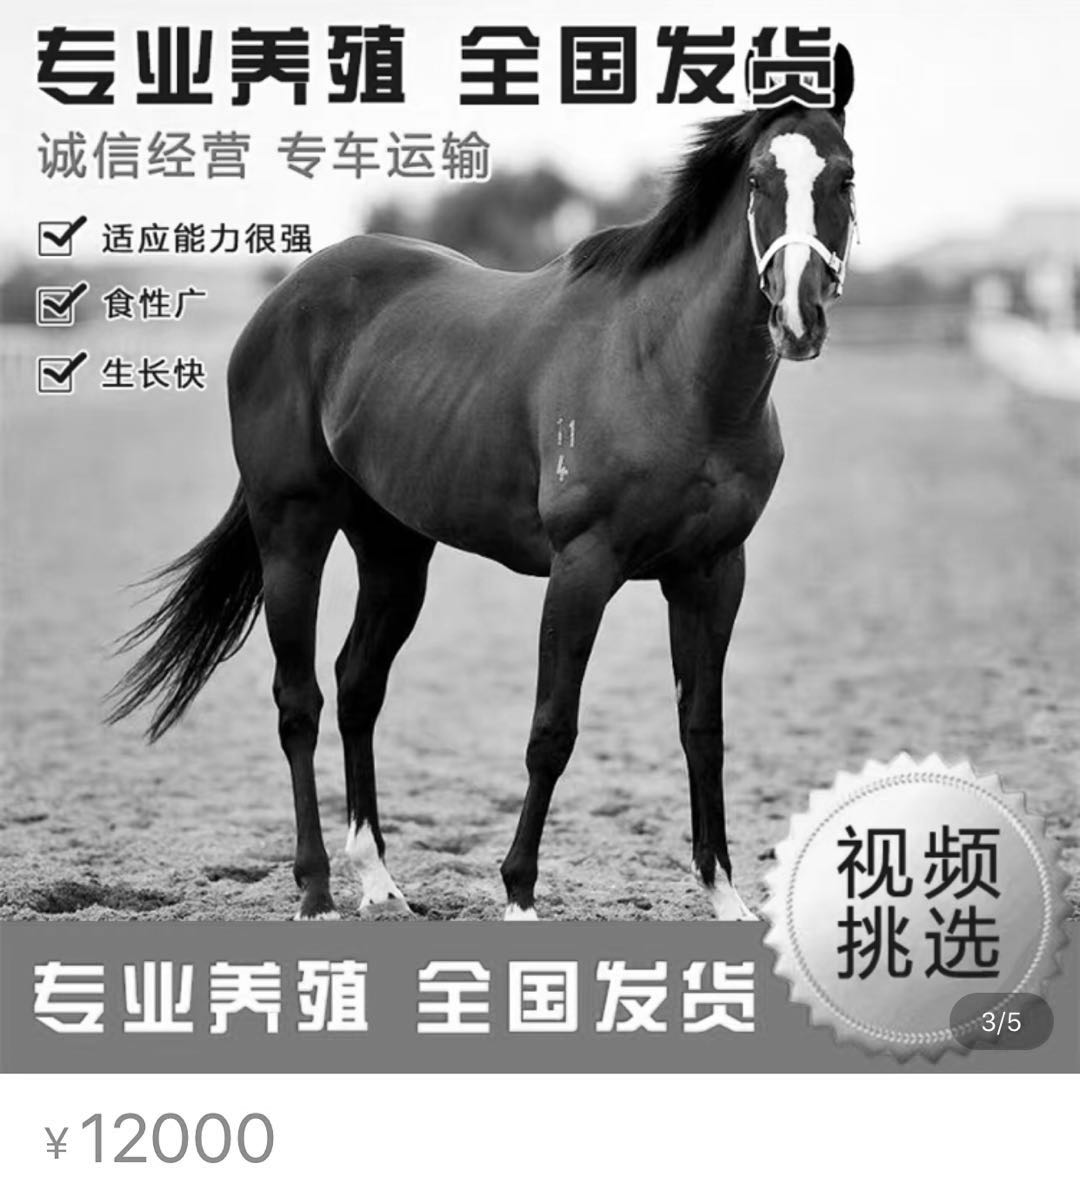 专业养殖 全国发货
诚信经营 专车运输
适应能力很强
食性广
生长快
11
4
视频
挑选
专业养殖 全国发货
3/5
¥12000